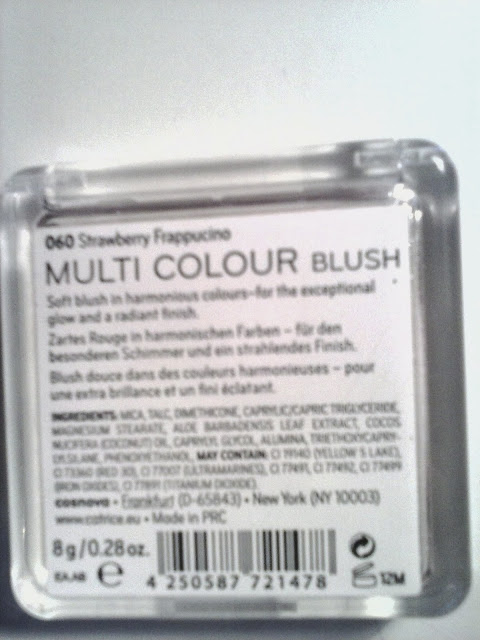 060 Strawberry Frappucino
MULTI COLOUR BLUSH
Soft blush in harmonious colours–for the exceptional
glow and a radiant finish.
Zartes Rouge in harmonischen Farben – für den
besonderen Schimmer und ein strahlendes Finish.
Blush douce dans des couleurs harmonieuses – pour
une extra brillance et un fini éclatant.
INGREDIENTS: MICA, TALC, DIMETHICONE, CAPRYLIC/CAPRIC TRIGLYCERIDE,
MAGNESIUM STEARATE, ALOE BARBADENSIS LEAF EXTRACT, COCOS
NUCIFERA (COCONUT) OIL, CAPRYLYL GLYCOL, ALUMINA, TRIETHOXYCAPRY-
LYLSILANE, PHENOXYETHANOL. MAY CONTAIN: CI 19140 (YELLOW 5 LAKE),
CI 73360 (RED 30), CI 77007 (ULTRAMARINES), CI 77491, CI 77492, CI 77499
(IRON OXIDES), CI 77891 (TITANIUM DIOXIDE).
cosnova • Frankfurt (D-65843) • New York (NY 10003)
www.catrice.eu • Made in PRC
8 g / 0.28 oz.
e 4 250587 721478 12M